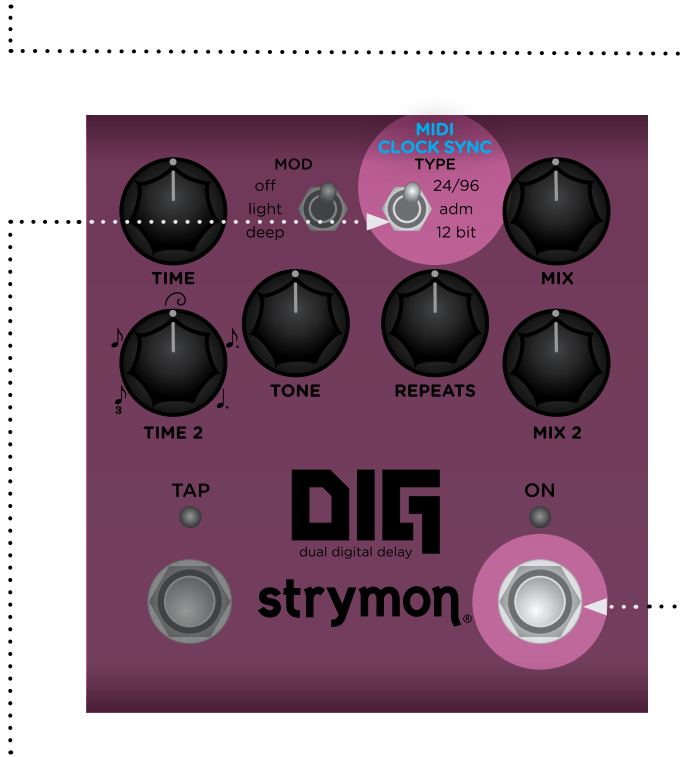 MIDI
CLOCK SYNC
MOD
TYPE
off
24/96
light
adm
deep
12 bit
TIME
MIX
3
TONE
REPEATS
TIME 2
MIX 2
TAP
ON
DIG
dual digital delay
strymon®